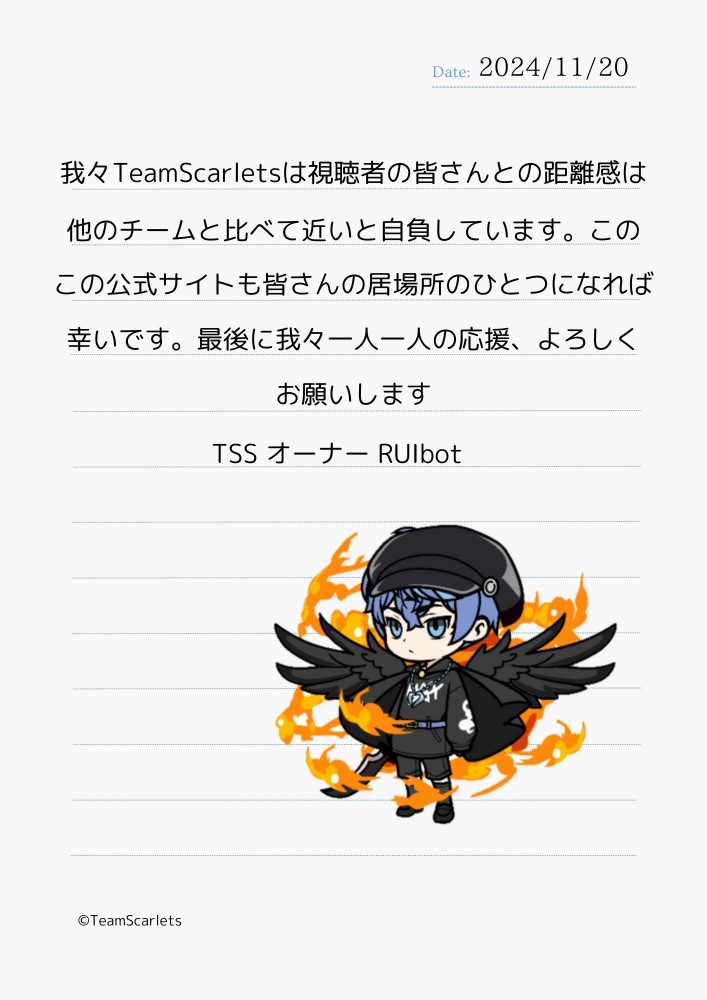 Date: 2024/11/20
我々TeamScarletsは視聴者の皆さんとの距離感は
他のチームと比べて近いと自負しています。この
この公式サイトも皆さんの居場所のひとつになれば
幸いです。最後に我々一人一人の応援、よろしく
お願いします
TSS オーナー RUIbot
©TeamScarlets